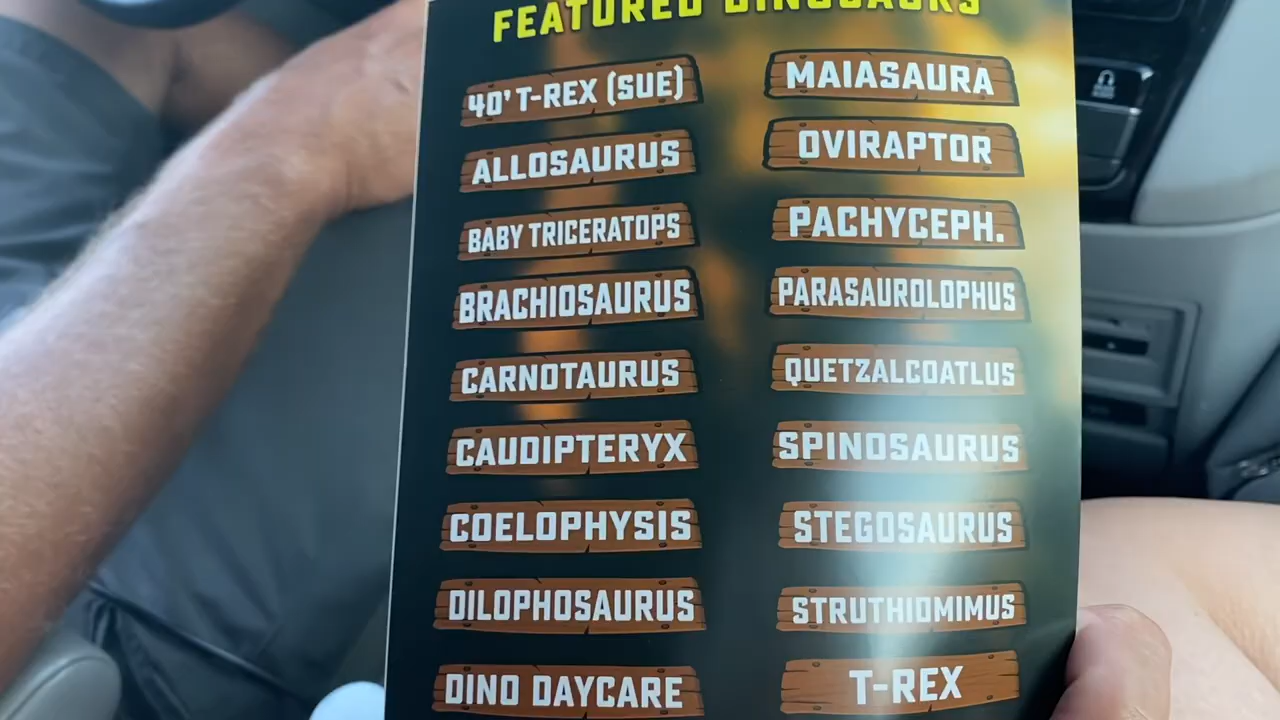 FEATURED DINOSAURS
40' T-REX (SUE)
ALLOSAURUS
BABY TRICERATOPS
BRACHIOSAURUS
CARNOTAURUS
CAUDIPTERYX
COELOPHYSIS
DILOPHOSAURUS
DINO DAYCARE
MAIASAURA
OVIRAPTOR
PACHYCEPH.
PARASAUROLOPHUS
QUETZALCOATLUS
SPINOSAURUS
STEGOSAURUS
STRUTHIOMIMUS
T-REX